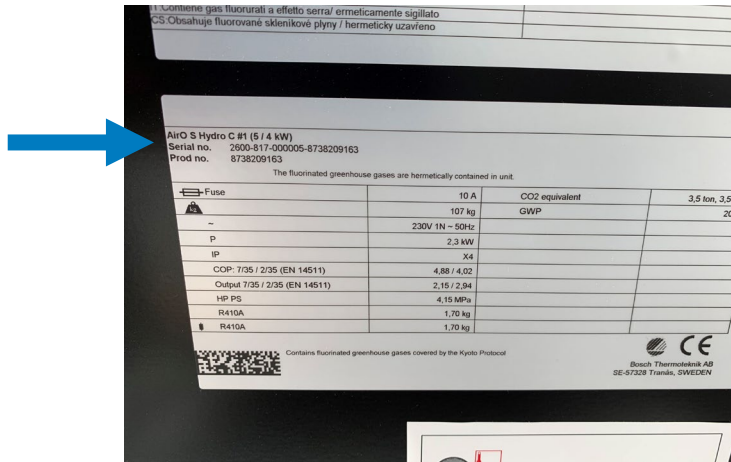 IT:Contiene gas fluorurati a effetto serra/ ermeticamente sigillato
CS:Obsahuje fluorované skleníkové plyny / hermeticky uzavřeno
AirO S Hydro C #1 (5 / 4 kW)
Serial no. 2600-817-000005-8738209163
Prod no. 8738209163
The fluorinated greenhouse gases are hermetically contained in unit.
Fuse 10 A CO2 equivalent 3,5 ton, 3,5
kg 107 kg GWP 20
~ 230V 1N ~ 50Hz
P 2,3 kW
IP X4
COP: 7/35 / 2/35 (EN 14511) 4,88 / 4,02
Output 7/35 / 2/35 (EN 14511) 2,15 / 2,94
HP PS 4,15 MPa
R410A 1,70 kg
R410A 1,70 kg
Contains fluorinated greenhouse gases covered by the Kyoto Protocol
CE
Bosch Thermoteknik AB
SE-57328 Tranås, SWEDEN